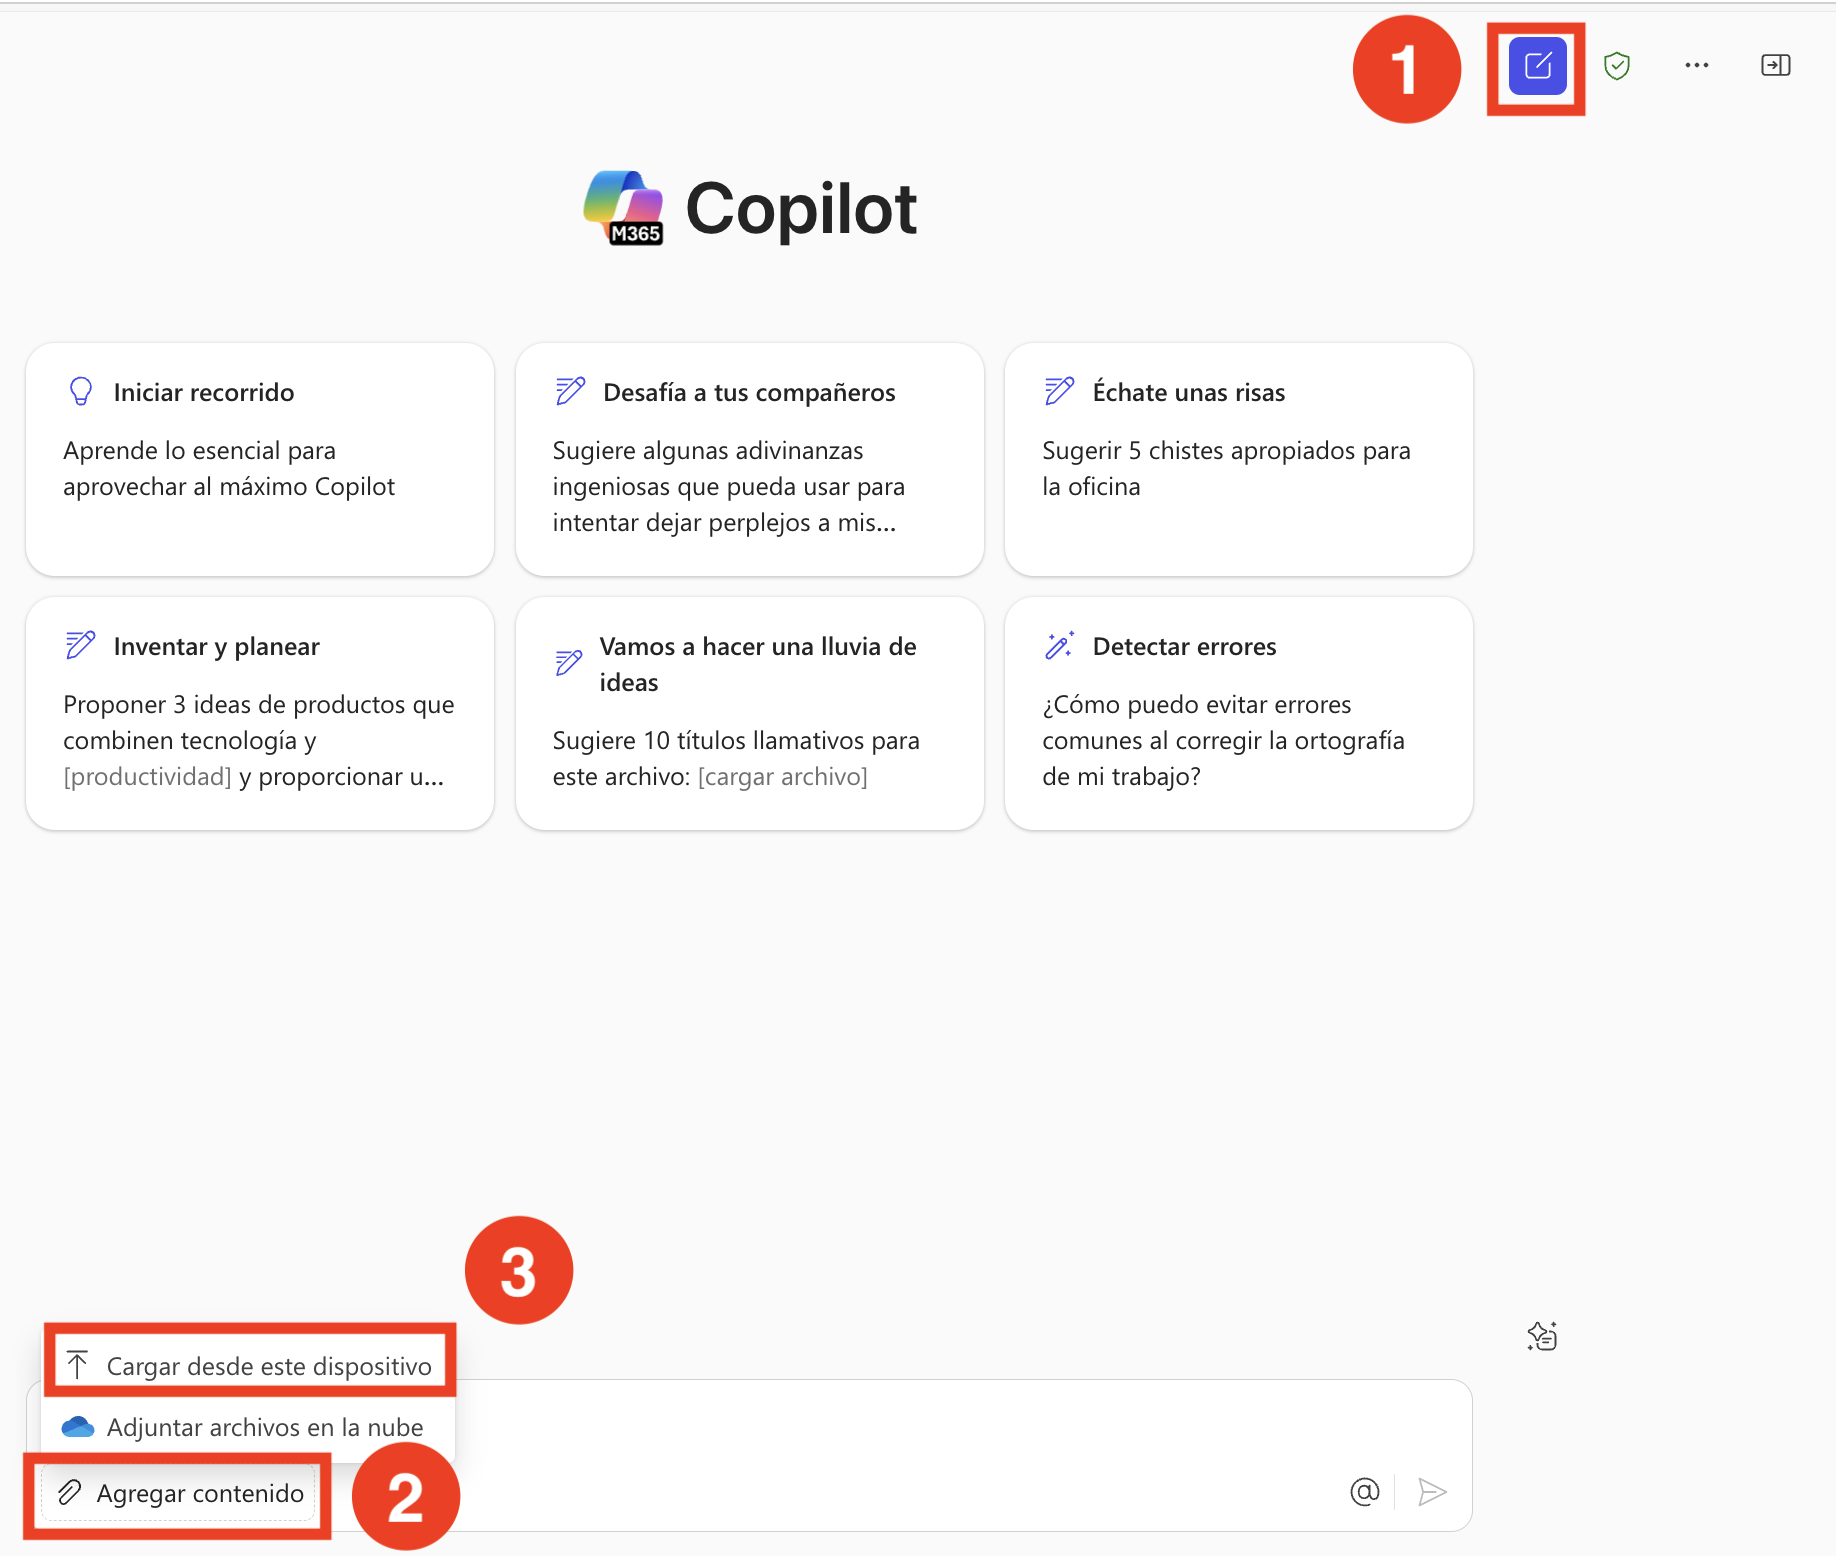 1
M365
Copilot
Iniciar recorrido
Aprende lo esencial para
aprovechar al máximo Copilot
Desafía a tus compañeros
Sugiere algunas adivinanzas
ingeniosas que pueda usar para
intentar dejar perplejos a mis...
Échate unas risas
Sugerir 5 chistes apropiados para
la oficina
Inventar y planear
Proponer 3 ideas de productos que
combinen tecnología y
[productividad] y proporcionar u...
Vamos a hacer una lluvia de
ideas
Sugiere 10 títulos llamativos para
este archivo: [cargar archivo]
Detectar errores
¿Cómo puedo evitar errores
comunes al corregir la ortografía
de mi trabajo?
3
Cargar desde este dispositivo
Adjuntar archivos en la nube
Agregar contenido
2
@